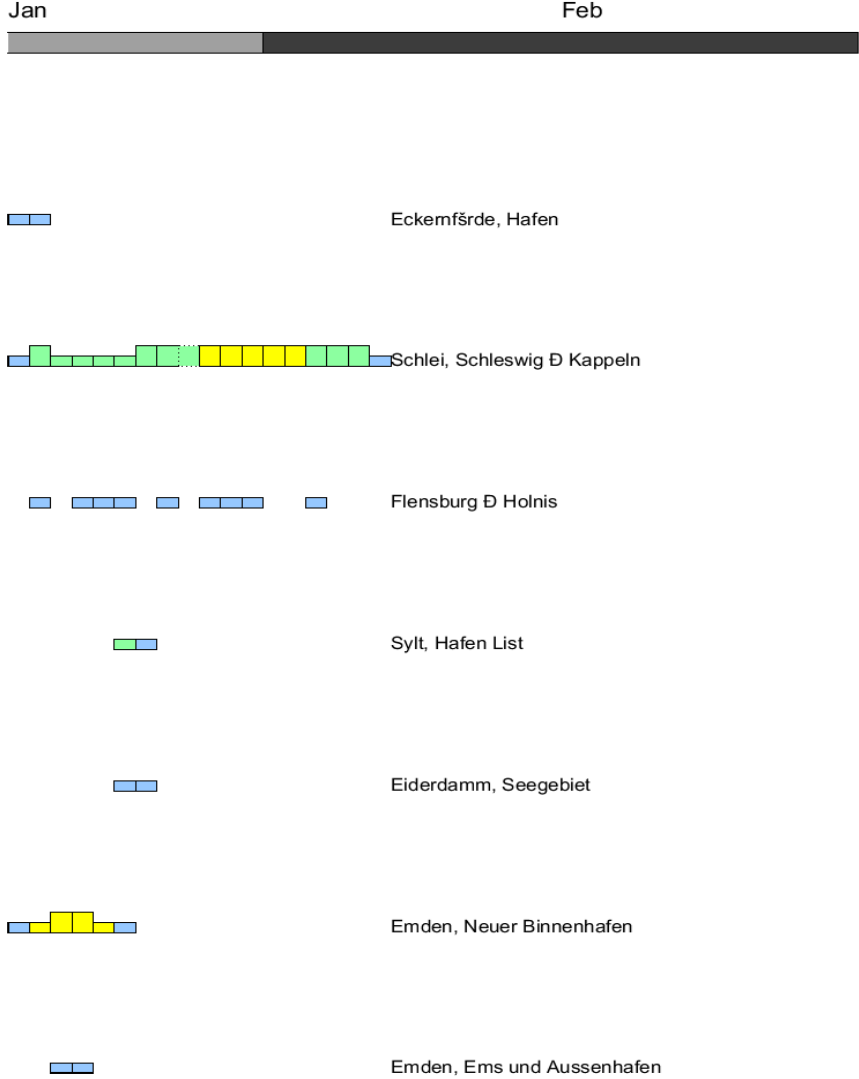 Jan Feb
Eckernfšrde, Hafen
Schlei, Schleswig Ð Kappeln
Flensburg Ð Holnis
Sylt, Hafen List
Eiderdamm, Seegebiet
Emden, Neuer Binnenhafen
Emden, Ems und Aussenhafen